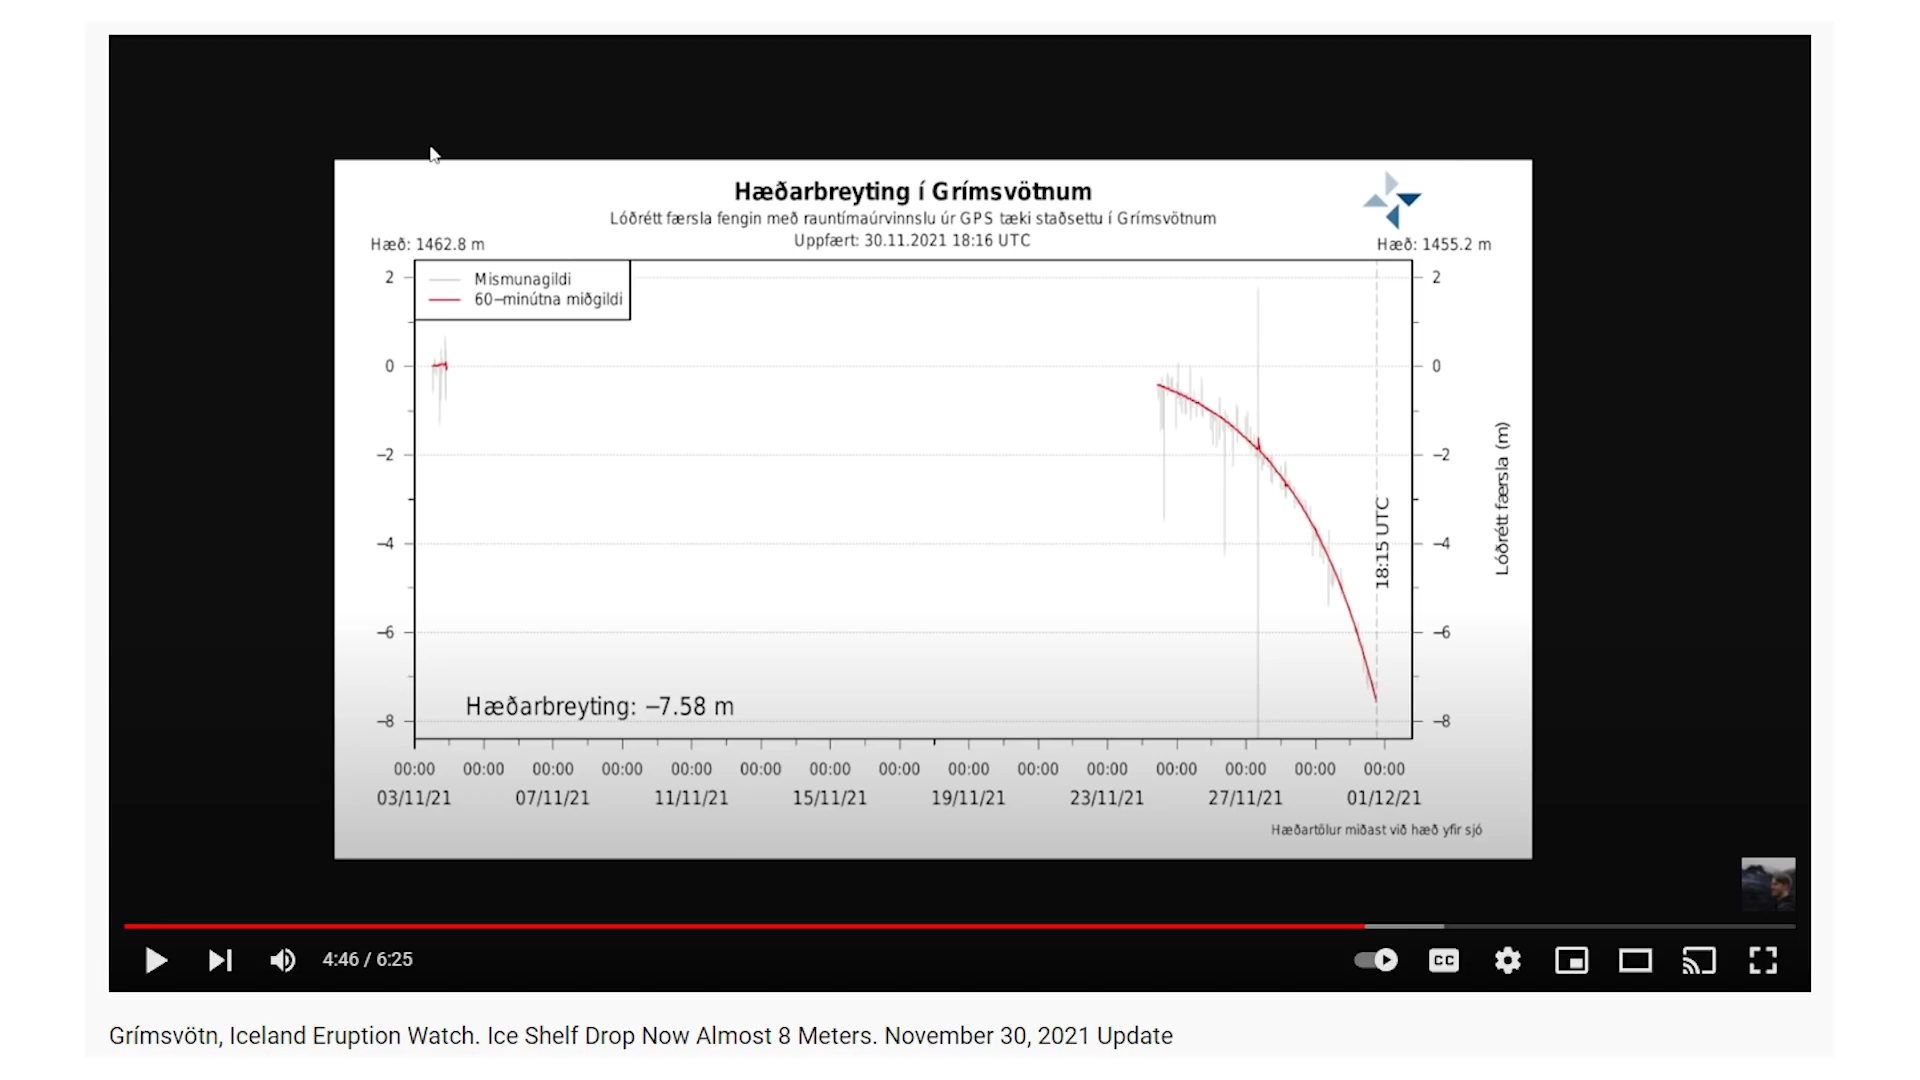 Hæðarbreyting í Grímsvötnum
Lóðrétt færsla fengin með rauntímaúrvinnslu úr GPS tæki staðsettu í Grímsvötnum
Uppfært: 30.11.2021 18:16 UTC
Hæð: 1462.8 m
Hæð: 1455.2 m
Mismunagildi
60–minútna miðgildi
2
0
−2
−4
−6
−8
2
0
−2
−4
−6
−8
Lóðrétt færsla (m)
18:15 UTC
Hæðarbreyting: −7.58 m
00:00 00:00 00:00 00:00 00:00 00:00 00:00 00:00 00:00 00:00 00:00 00:00 00:00 00:00 00:00
03/11/21 07/11/21 11/11/21 15/11/21 19/11/21 23/11/21 27/11/21 01/12/21
Hæðartölur miðast við hæð yfir sjó
4:46 / 6:25
CC
Grímsvötn, Iceland Eruption Watch. Ice Shelf Drop Now Almost 8 Meters. November 30, 2021 Update